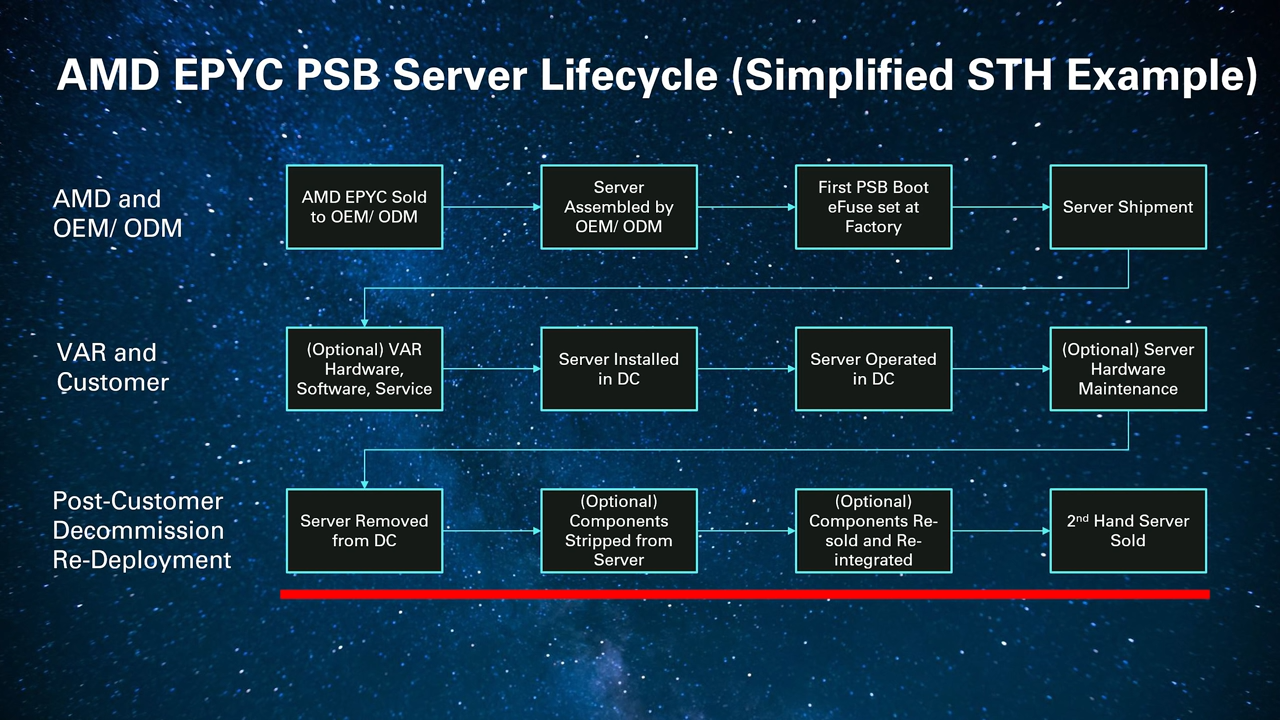 AMD EPYC PSB Server Lifecycle (Simplified STH Example)
AMD and
OEM/ ODM
AMD EPYC Sold
to OEM/ ODM
Server
Assembled by
OEM/ ODM
First PSB Boot
eFuse set at
Factory
Server Shipment
VAR and
Customer
(Optional) VAR
Hardware,
Software, Service
Server Installed
in DC
Server Operated
in DC
(Optional) Server
Hardware
Maintenance
Post-Customer
Decommission
Re-Deployment
Server Removed
from DC
(Optional)
Components
Stripped from
Server
(Optional)
Components Re-
sold and Re-
integrated
2nd Hand Server
Sold